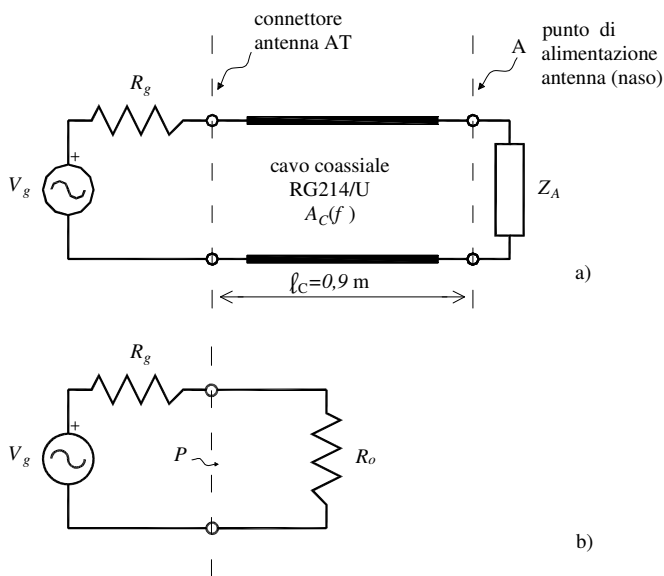 connettore
antenna AT
A
punto di
alimentazione
antenna (naso)
R_g
+
V_g
cavo coassiale
RG214/U
A_C(f)
Z_A
a)
ℓ_C=0,9 m
R_g
+
V_g
P
R_o
b)